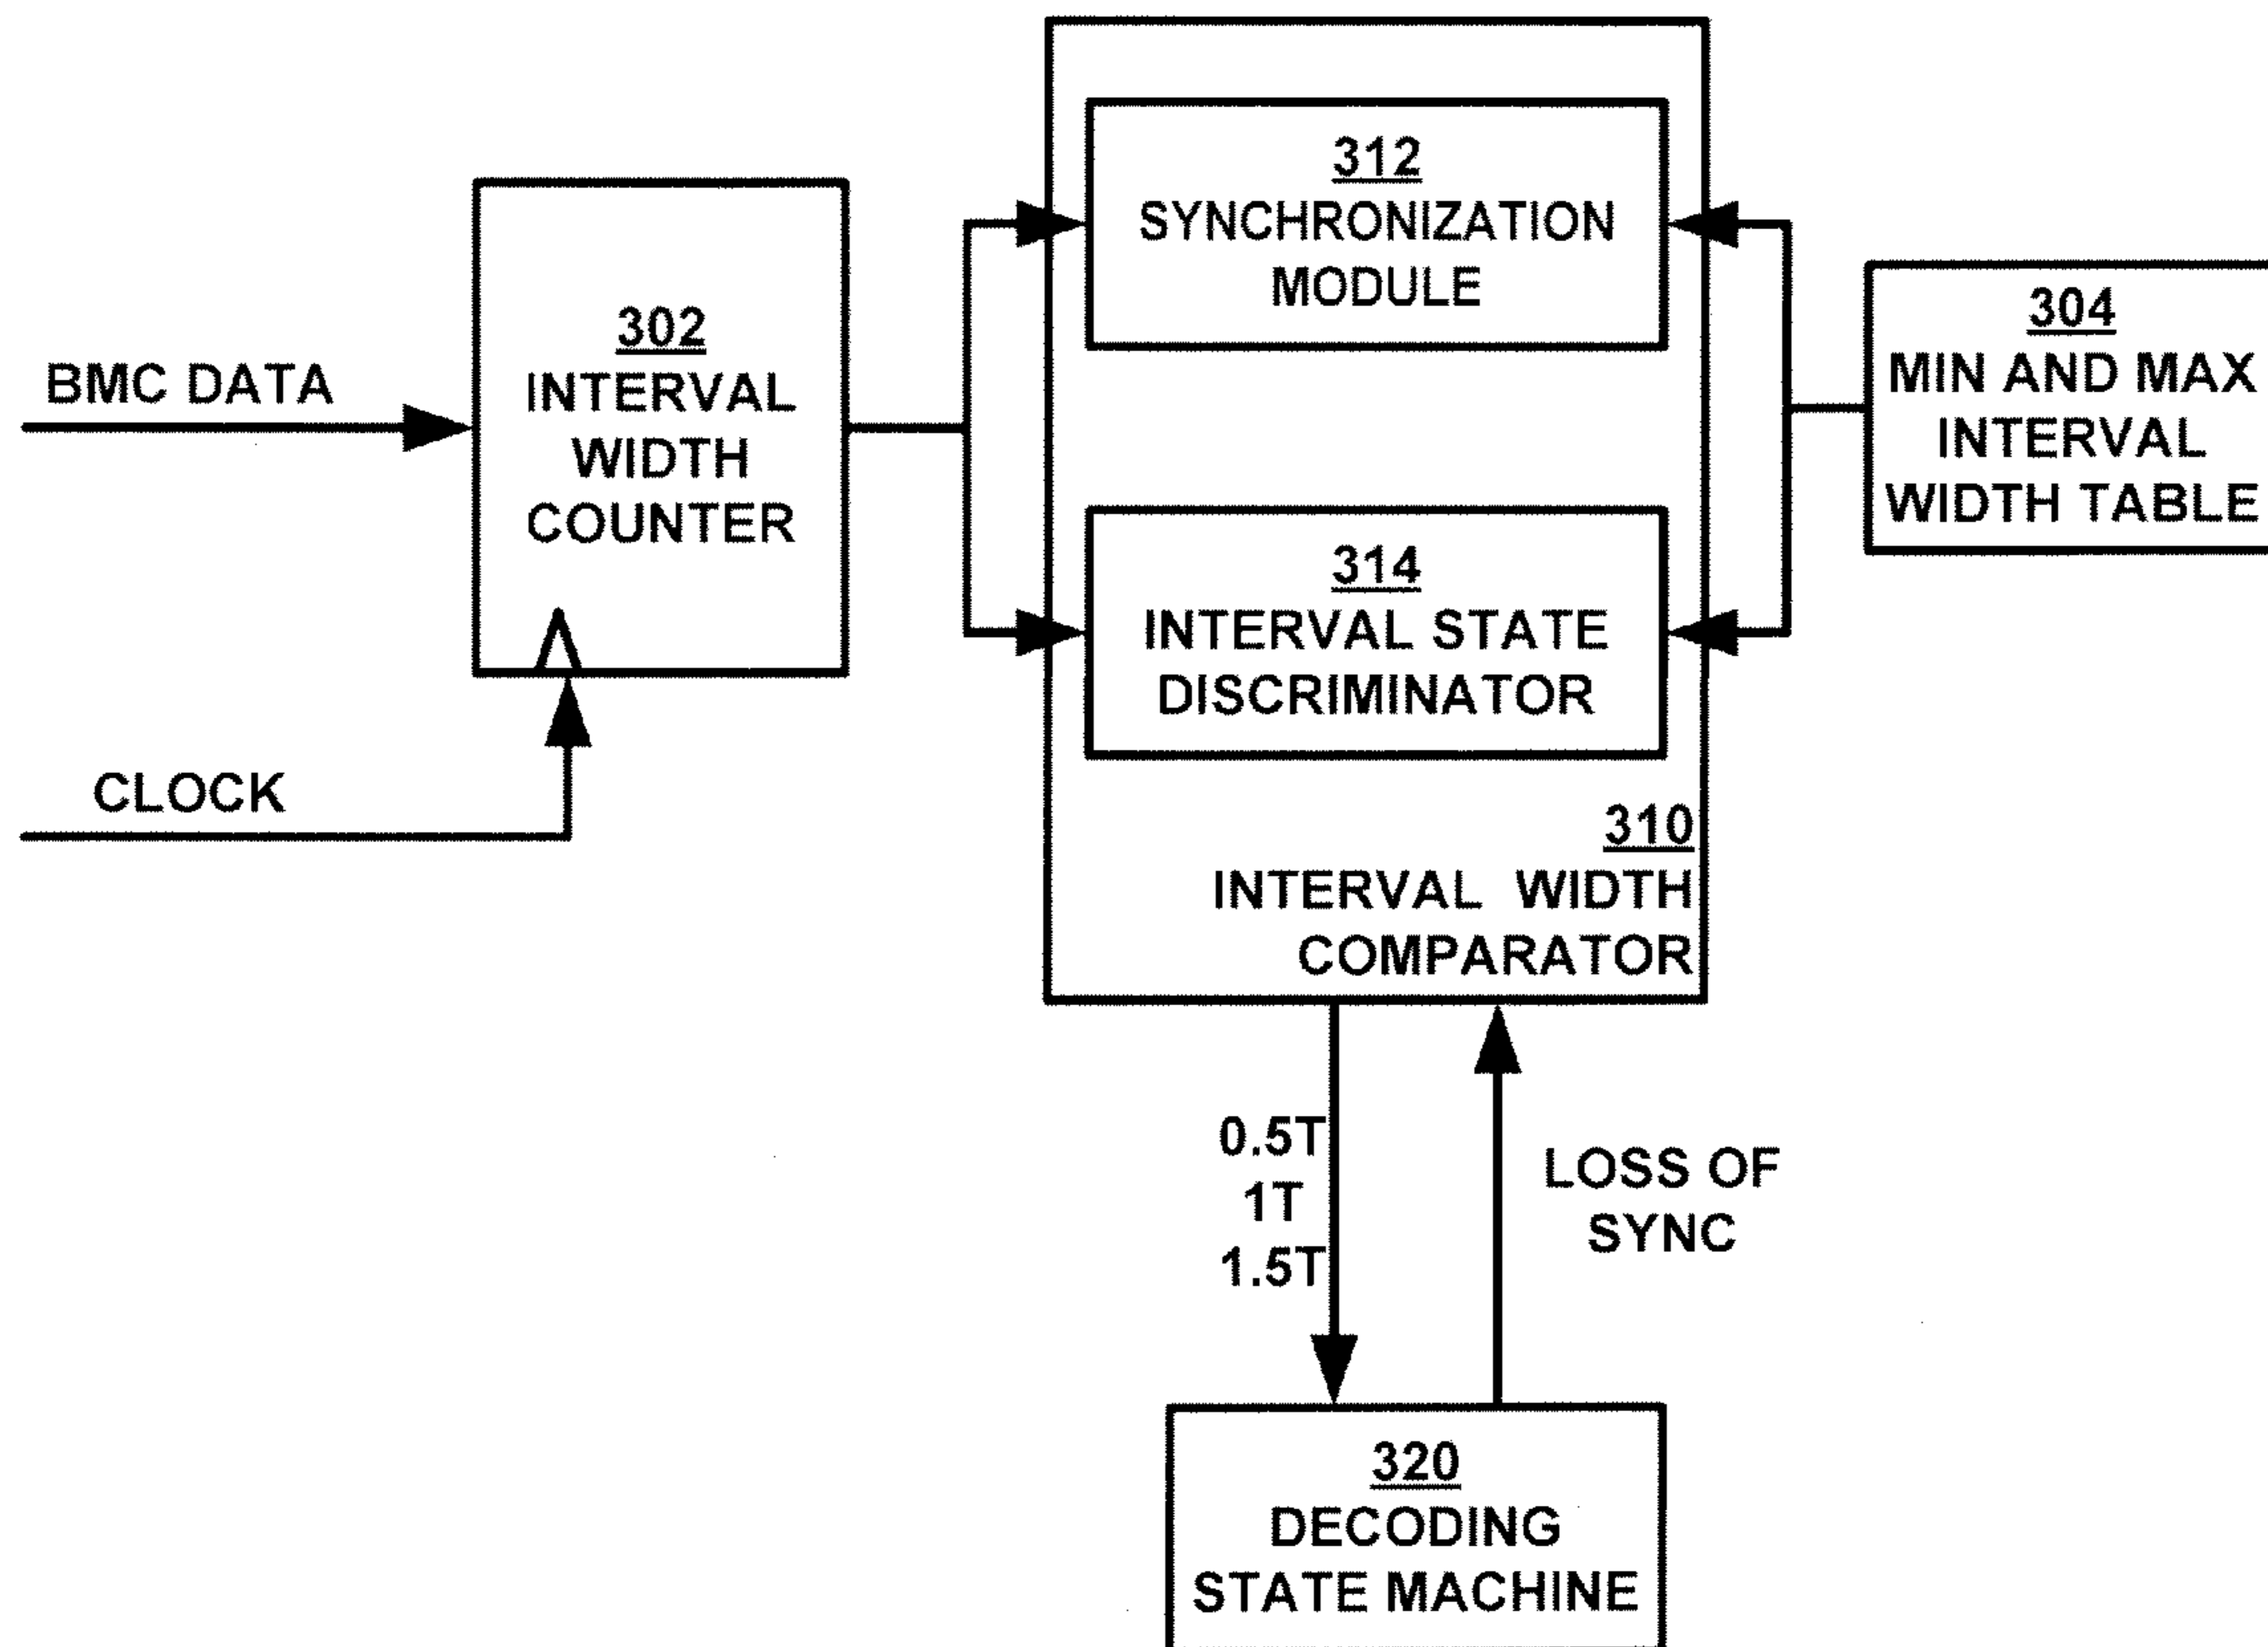 312
SYNCHRONIZATION
MODULE
302
INTERVAL
WIDTH
COUNTER
BMC DATA
CLOCK
304
MIN AND MAX
INTERVAL
WIDTH TABLE
314
INTERVAL STATE
DISCRIMINATOR
310
INTERVAL WIDTH
COMPARATOR
0.5T
1T
1.5T
LOSS OF
SYNC
320
DECODING
STATE MACHINE